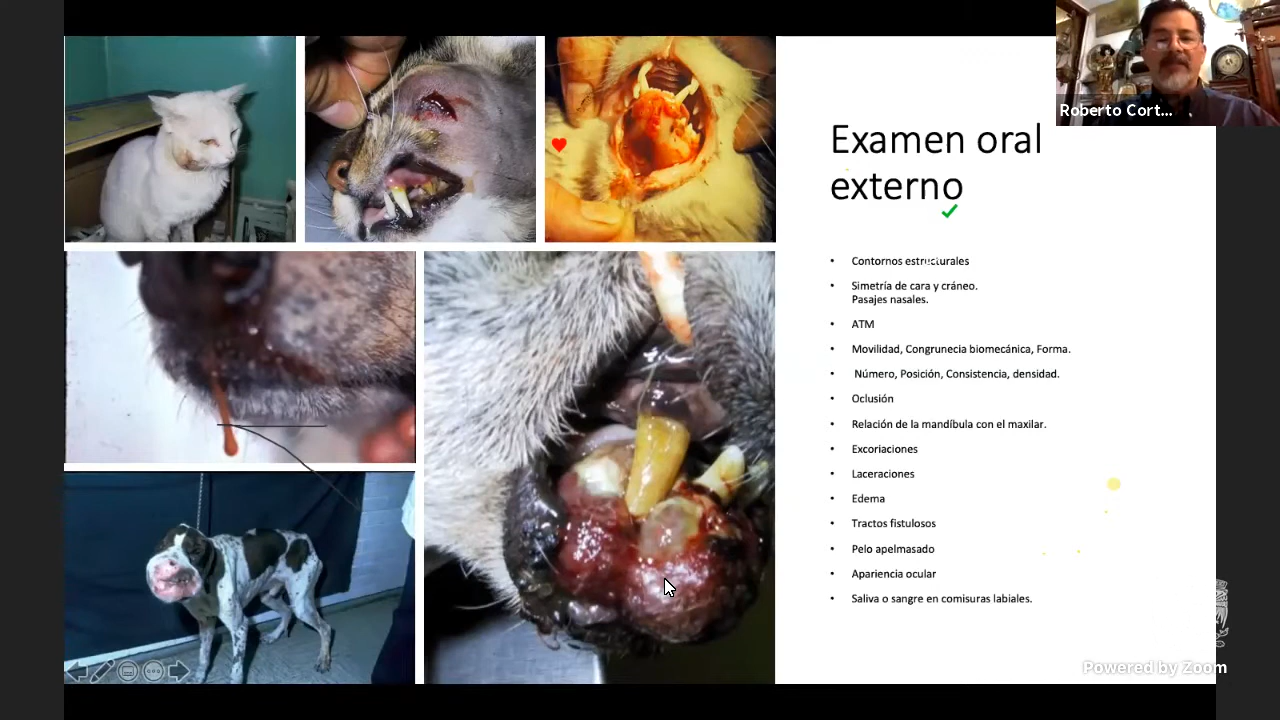 Roberto Cort...
Examen oral
externo
• Contornos estructurales
• Simetría de cara y cráneo.
Pasajes nasales.
• ATM
• Movilidad, Congrunecia biomecánica, Forma.
• Número, Posición, Consistencia, densidad.
• Oclusión
• Relación de la mandíbula con el maxilar.
• Excoriaciones
• Laceraciones
• Edema
• Tractos fistulosos
• Pelo apelmasado
• Apariencia ocular
• Saliva o sangre en comisuras labiales.
Powered by Zoom